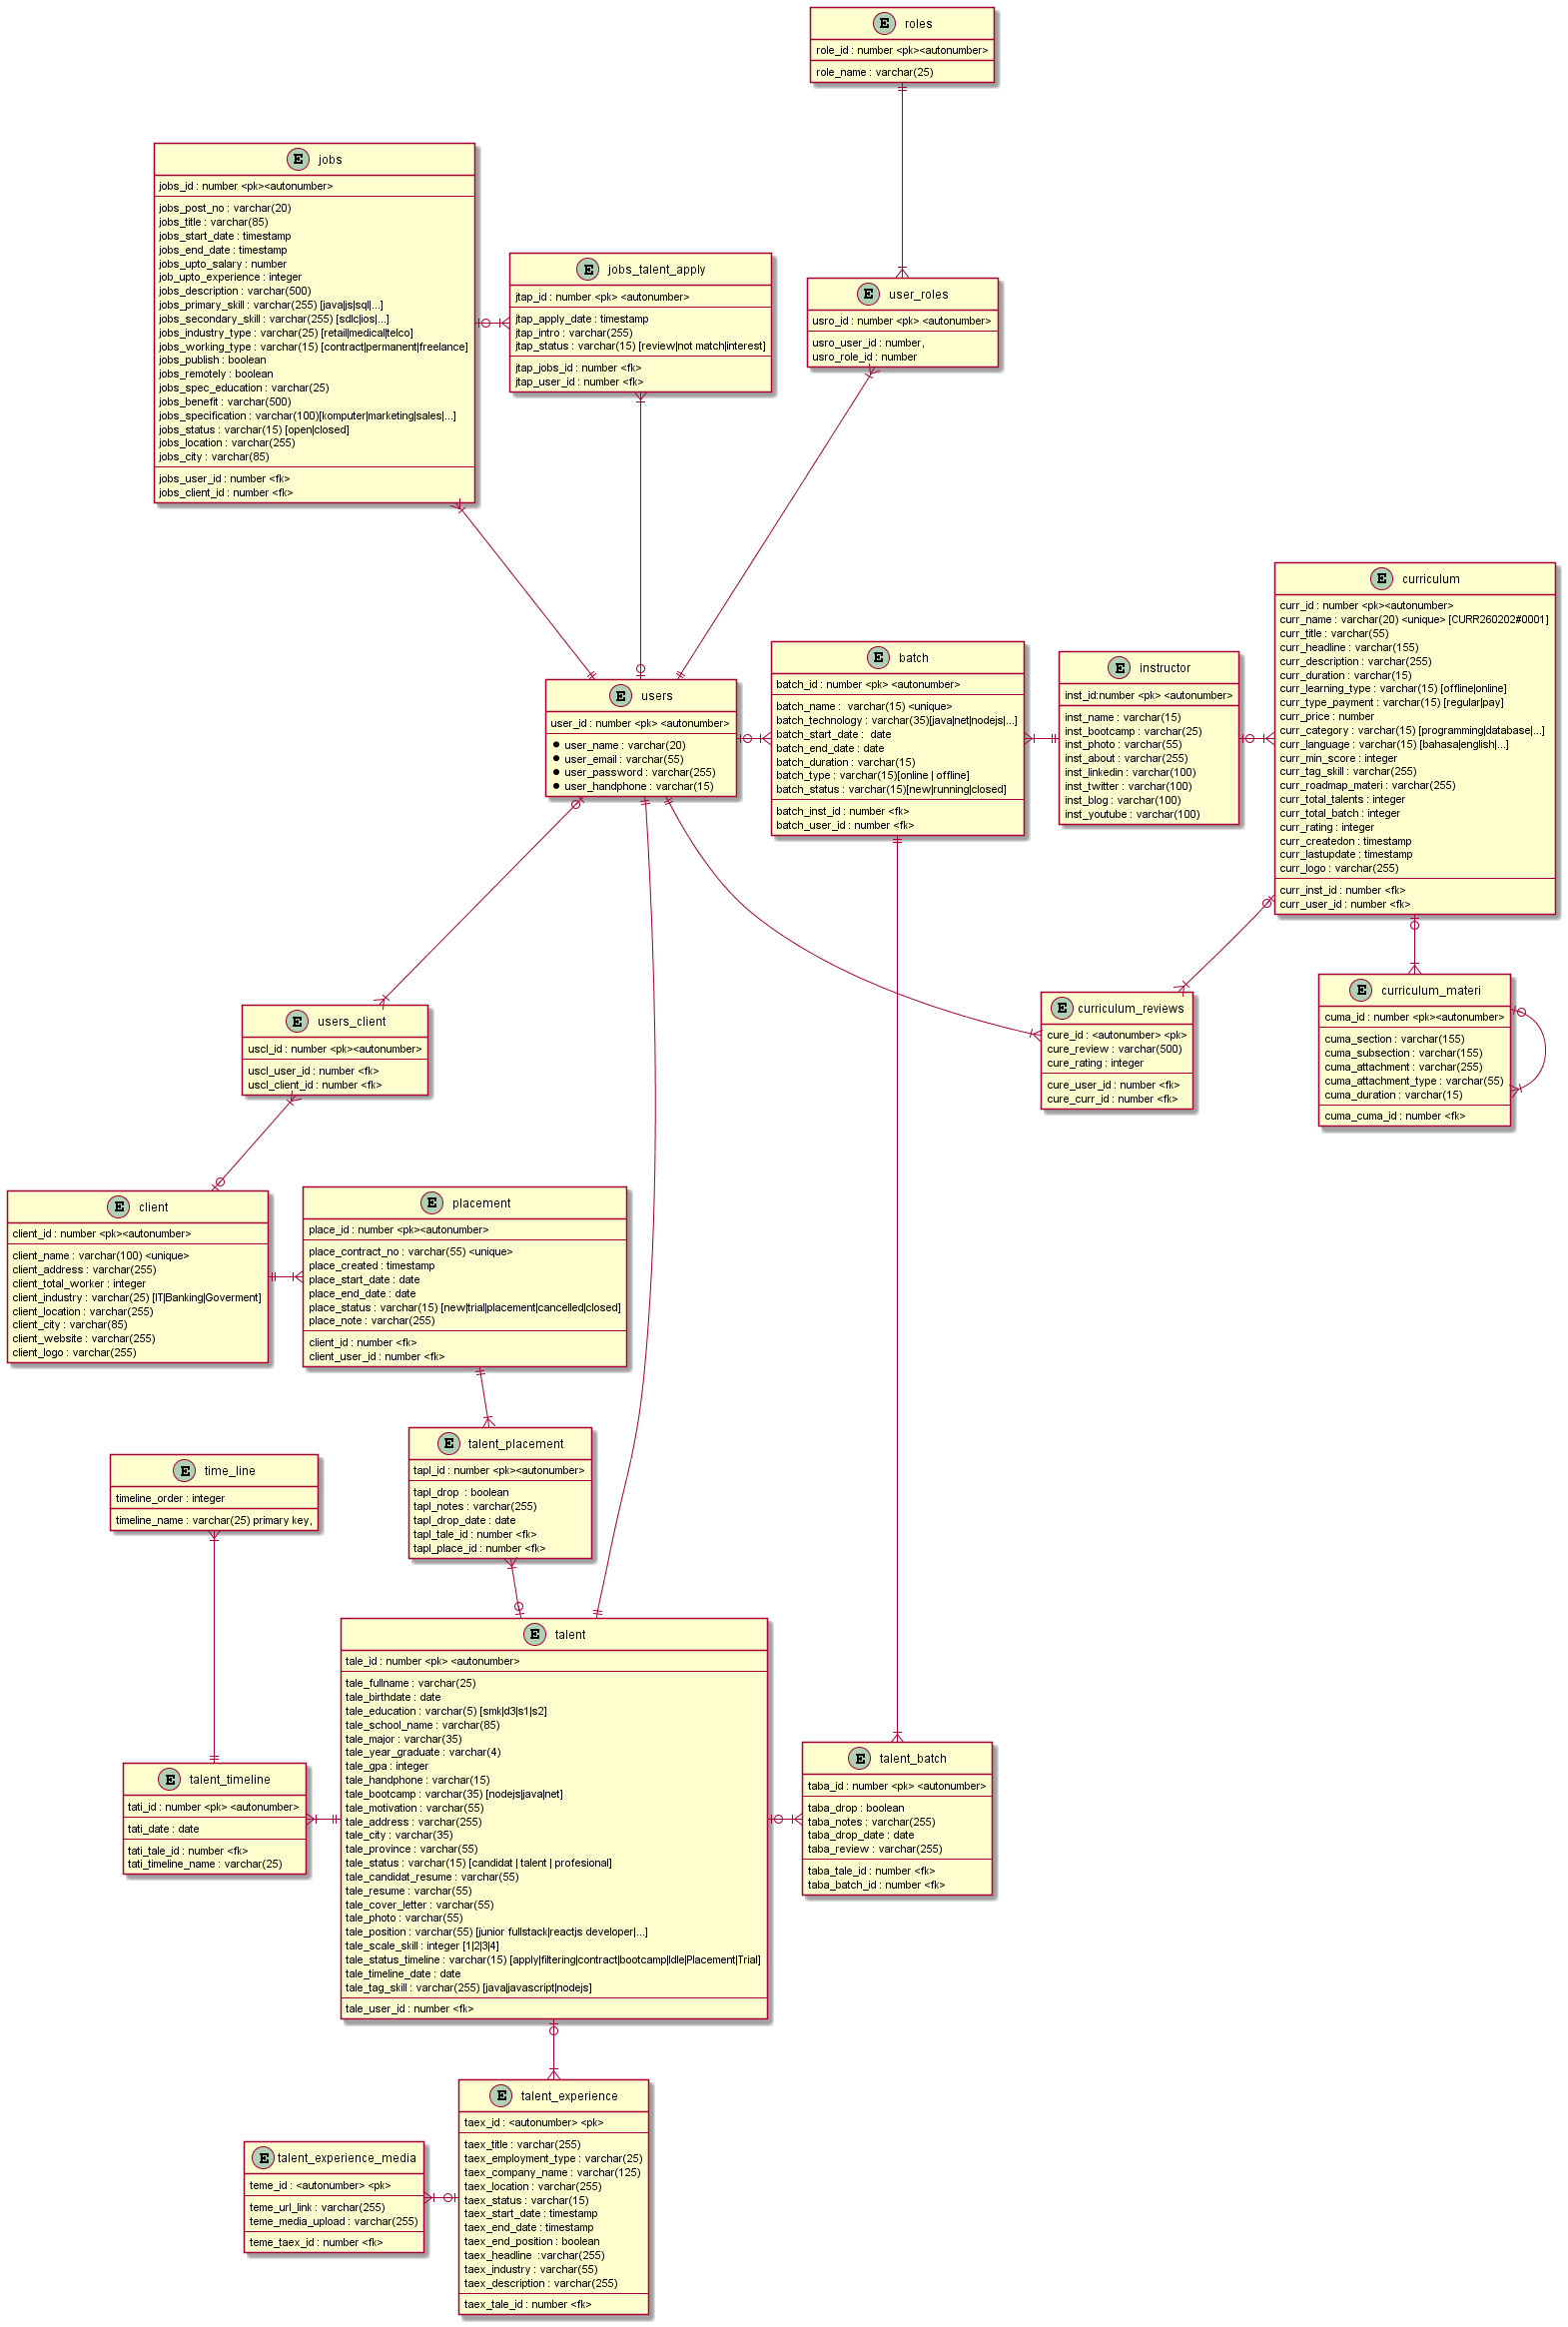 E roles
role_id : number <pk><autonumber>
role_name : varchar(25)
E jobs
jobs_id : number <pk><autonumber>
jobs_post_no : varchar(20)
jobs_title : varchar(85)
jobs_start_date : timestamp
jobs_end_date : timestamp
jobs_upto_salary : number
job_upto_experience : integer
jobs_description : varchar(500)
jobs_primary_skill : varchar(255) [java|js|sql|...]
jobs_secondary_skill : varchar(255) [sdlc|ios|...]
jobs_industry_type : varchar(25) [retail|medical|telco]
jobs_working_type : varchar(15) [contract|permanent|freelance]
jobs_publish : boolean
jobs_remotely : boolean
jobs_spec_education : varchar(25)
jobs_benefit : varchar(500)
jobs_specification : varchar(100)[komputer|marketing|sales|...]
jobs_status : varchar(15) [open|closed]
jobs_location : varchar(255)
jobs_city : varchar(85)
jobs_user_id : number <fk>
jobs_client_id : number <fk>
E jobs_talent_apply
jtap_id : number <pk> <autonumber>
jtap_apply_date : timestamp
jtap_intro : varchar(255)
jtap_status : varchar(15) [review|not match|interest]
jtap_jobs_id : number <fk>
jtap_user_id : number <fk>
E user_roles
usro_id : number <pk> <autonumber>
usro_user_id : number,
usro_role_id : number
E users
user_id : number <pk> <autonumber>
user_name : varchar(20)
user_email : varchar(55)
user_password : varchar(255)
user_handphone : varchar(15)
E batch
batch_id : number <pk> <autonumber>
batch_name :  varchar(15) <unique>
batch_technology : varchar(35)[java|net|nodejs|...]
batch_start_date :  date
batch_end_date : date
batch_duration : varchar(15)
batch_type : varchar(15)[online | offline]
batch_status : varchar(15)[new|running|closed]
batch_inst_id : number <fk>
batch_user_id : number <fk>
E instructor
inst_id:number <pk> <autonumber>
inst_name : varchar(15)
inst_bootcamp : varchar(25)
inst_photo : varchar(55)
inst_about : varchar(255)
inst_linkedin : varchar(100)
inst_twitter : varchar(100)
inst_blog : varchar(100)
inst_youtube : varchar(100)
E curriculum
curr_id : number <pk><autonumber>
curr_name : varchar(20) <unique> [CURR260202#0001]
curr_title : varchar(55)
curr_headline : varchar(155)
curr_description : varchar(255)
curr_duration : varchar(15)
curr_learning_type : varchar(15) [offline|online]
curr_type_payment : varchar(15) [regular|pay]
curr_price : number
curr_category : varchar(15) [programming|database|...]
curr_language : varchar(15) [bahasa|english|...]
curr_min_score : integer
curr_tag_skill : varchar(255)
curr_roadmap_materi : varchar(255)
curr_total_talents : integer
curr_total_batch : integer
curr_rating : integer
curr_createdon : timestamp
curr_lastupdate : timestamp
curr_logo : varchar(255)
curr_inst_id : number <fk>
curr_user_id : number <fk>
E users_client
uscl_id : number <pk><autonumber>
uscl_user_id : number <fk>
uscl_client_id : number <fk>
E curriculum_reviews
cure_id : <autonumber> <pk>
cure_review : varchar(500)
cure_rating : integer
cure_user_id : number <fk>
cure_curr_id : number <fk>
E curriculum_materi
cuma_id : number <pk><autonumber>
cuma_section : varchar(155)
cuma_subsection : varchar(155)
cuma_attachment : varchar(255)
cuma_attachment_type : varchar(55)
cuma_duration : varchar(15)
cuma_cuma_id : number <fk>
E client
client_id : number <pk><autonumber>
client_name : varchar(100) <unique>
client_address : varchar(255)
client_total_worker : integer
client_industry : varchar(25) [IT|Banking|Goverment]
client_location : varchar(255)
client_city : varchar(85)
client_website : varchar(255)
client_logo : varchar(255)
E placement
place_id : number <pk><autonumber>
place_contract_no : varchar(55) <unique>
place_created : timestamp
place_start_date : date
place_end_date : date
place_status : varchar(15) [new|trial|placement|cancelled|closed]
place_note : varchar(255)
client_id : number <fk>
client_user_id : number <fk>
E talent_placement
tapl_id : number <pk><autonumber>
tapl_drop  : boolean
tapl_notes : varchar(255)
tapl_drop_date : date
tapl_tale_id : number <fk>
tapl_place_id : number <fk>
E time_line
timeline_order : integer
timeline_name : varchar(25) primary key,
E talent
tale_id : number <pk> <autonumber>
tale_fullname : varchar(25)
tale_birthdate : date
tale_education : varchar(5) [smk|d3|s1|s2]
tale_school_name : varchar(85)
tale_major : varchar(35)
tale_year_graduate : varchar(4)
tale_gpa : integer
tale_handphone : varchar(15)
tale_bootcamp : varchar(35) [nodejs|java|net]
tale_motivation : varchar(55)
tale_address : varchar(255)
tale_city : varchar(35)
tale_province : varchar(55)
tale_status : varchar(15) [candidat | talent | profesional]
tale_candidat_resume : varchar(55)
tale_resume : varchar(55)
tale_cover_letter : varchar(55)
tale_photo : varchar(55)
tale_position : varchar(55) [junior fullstack|reactjs developer|...]
tale_scale_skill : integer [1|2|3|4]
tale_status_timeline : varchar(15) [apply|filtering|contract|bootcamp|Idle|Placement|Trial]
tale_timeline_date : date
tale_tag_skill : varchar(255) [java|javascript|nodejs]
tale_user_id : number <fk>
E talent_timeline
tati_id : number <pk> <autonumber>
tati_date : date
tati_tale_id : number <fk>
tati_timeline_name : varchar(25)
E talent_batch
taba_id : number <pk> <autonumber>
taba_drop : boolean
taba_notes : varchar(255)
taba_drop_date : date
taba_review : varchar(255)
taba_tale_id : number <fk>
taba_batch_id : number <fk>
E talent_experience
taex_id : <autonumber> <pk>
taex_title : varchar(255)
taex_employment_type : varchar(25)
taex_company_name : varchar(125)
taex_location : varchar(255)
taex_status : varchar(15)
taex_start_date : timestamp
taex_end_date : timestamp
taex_end_position : boolean
taex_headline  :varchar(255)
taex_industry : varchar(55)
taex_description : varchar(255)
taex_tale_id : number <fk>
E talent_experience_media
teme_id : <autonumber> <pk>
teme_url_link : varchar(255)
teme_media_upload : varchar(255)
teme_taex_id : number <fk>